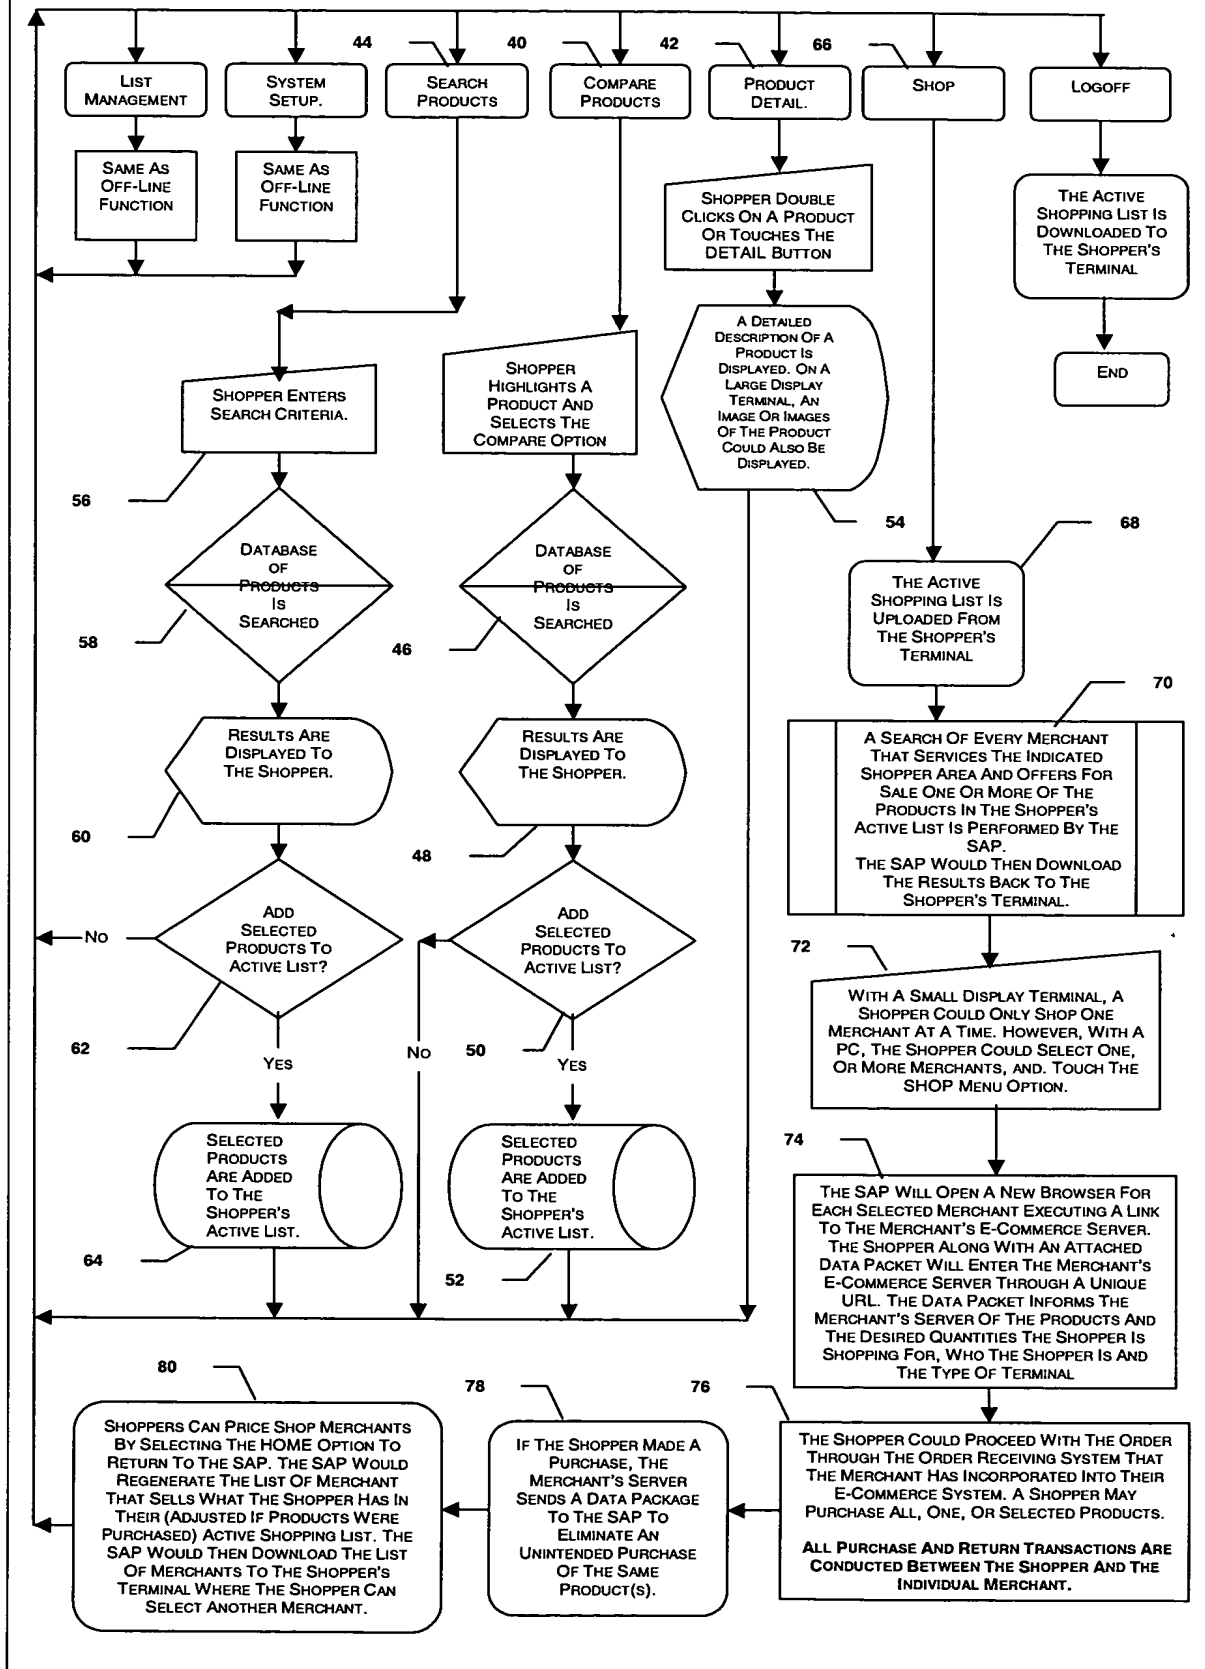 44
40
42
66
LIST
MANAGEMENT
SYSTEM
SETUP.
SEARCH
PRODUCTS
COMPARE
PRODUCTS
PRODUCT
DETAIL.
SHOP
LOGOFF
SAME AS
OFF-LINE
FUNCTION
SAME AS
OFF-LINE
FUNCTION
SHOPPER DOUBLE
CLICKS ON A PRODUCT
OR TOUCHES THE
DETAIL BUTTON
THE ACTIVE
SHOPPING LIST IS
DOWNLOADED TO
THE SHOPPER'S
TERMINAL
END
A DETAILED
DESCRIPTION OF A
PRODUCT IS
DISPLAYED. ON A
LARGE DISPLAY
TERMINAL, AN
IMAGE OR IMAGES
OF THE PRODUCT
COULD ALSO BE
DISPLAYED.
54
SHOPPER ENTERS
SEARCH CRITERIA.
56
SHOPPER
HIGHLIGHTS A
PRODUCT AND
SELECTS THE
COMPARE OPTION
DATABASE
OF
PRODUCTS
IS
SEARCHED
58
DATABASE
OF
PRODUCTS
IS
SEARCHED
46
68
THE ACTIVE
SHOPPING LIST IS
UPLOADED FROM
THE SHOPPER'S
TERMINAL
RESULTS ARE
DISPLAYED TO
THE SHOPPER.
60
RESULTS ARE
DISPLAYED TO
THE SHOPPER.
48
70
A SEARCH OF EVERY MERCHANT
THAT SERVICES THE INDICATED
SHOPPER AREA AND OFFERS FOR
SALE ONE OR MORE OF THE
PRODUCTS IN THE SHOPPER'S
ACTIVE LIST IS PERFORMED BY THE
SAP.
THE SAP WOULD THEN DOWNLOAD
THE RESULTS BACK TO THE
SHOPPER'S TERMINAL.
NO
ADD
SELECTED
PRODUCTS TO
ACTIVE LIST?
62
YES
ADD
SELECTED
PRODUCTS TO
ACTIVE LIST?
NO
50
YES
72
WITH A SMALL DISPLAY TERMINAL, A
SHOPPER COULD ONLY SHOP ONE
MERCHANT AT A TIME. HOWEVER, WITH A
PC, THE SHOPPER COULD SELECT ONE,
OR MORE MERCHANTS, AND. TOUCH THE
SHOP MENU OPTION.
SELECTED
PRODUCTS
ARE ADDED
TO THE
SHOPPER'S
ACTIVE LIST.
64
SELECTED
PRODUCTS
ARE ADDED
TO THE
SHOPPER'S
ACTIVE LIST.
52
74
THE SAP WILL OPEN A NEW BROWSER FOR
EACH SELECTED MERCHANT EXECUTING A LINK
TO THE MERCHANT'S E-COMMERCE SERVER.
THE SHOPPER ALONG WITH AN ATTACHED
DATA PACKET WILL ENTER THE MERCHANT'S
E-COMMERCE SERVER THROUGH A UNIQUE
URL. THE DATA PACKET INFORMS THE
MERCHANT'S SERVER OF THE PRODUCTS AND
THE DESIRED QUANTITIES THE SHOPPER IS
SHOPPING FOR, WHO THE SHOPPER IS AND
THE TYPE OF TERMINAL
80
SHOPPERS CAN PRICE SHOP MERCHANTS
BY SELECTING THE HOME OPTION TO
RETURN TO THE SAP. THE SAP WOULD
REGENERATE THE LIST OF MERCHANT
THAT SELLS WHAT THE SHOPPER HAS IN
THEIR (ADJUSTED IF PRODUCTS WERE
PURCHASED) ACTIVE SHOPPING LIST. THE
SAP WOULD THEN DOWNLOAD THE LIST
OF MERCHANTS TO THE SHOPPER'S
TERMINAL WHERE THE SHOPPER CAN
SELECT ANOTHER MERCHANT.
78
IF THE SHOPPER MADE A
PURCHASE, THE
MERCHANT'S SERVER
SENDS A DATA PACKAGE
TO THE SAP TO
ELIMINATE AN
UNINTENDED PURCHASE
OF THE SAME
PRODUCT(S).
76
THE SHOPPER COULD PROCEED WITH THE ORDER
THROUGH THE ORDER RECEIVING SYSTEM THAT
THE MERCHANT HAS INCORPORATED INTO THEIR
E-COMMERCE SYSTEM. A SHOPPER MAY
PURCHASE ALL, ONE, OR SELECTED PRODUCTS.
ALL PURCHASE AND RETURN TRANSACTIONS ARE
CONDUCTED BETWEEN THE SHOPPER AND THE
INDIVIDUAL MERCHANT.